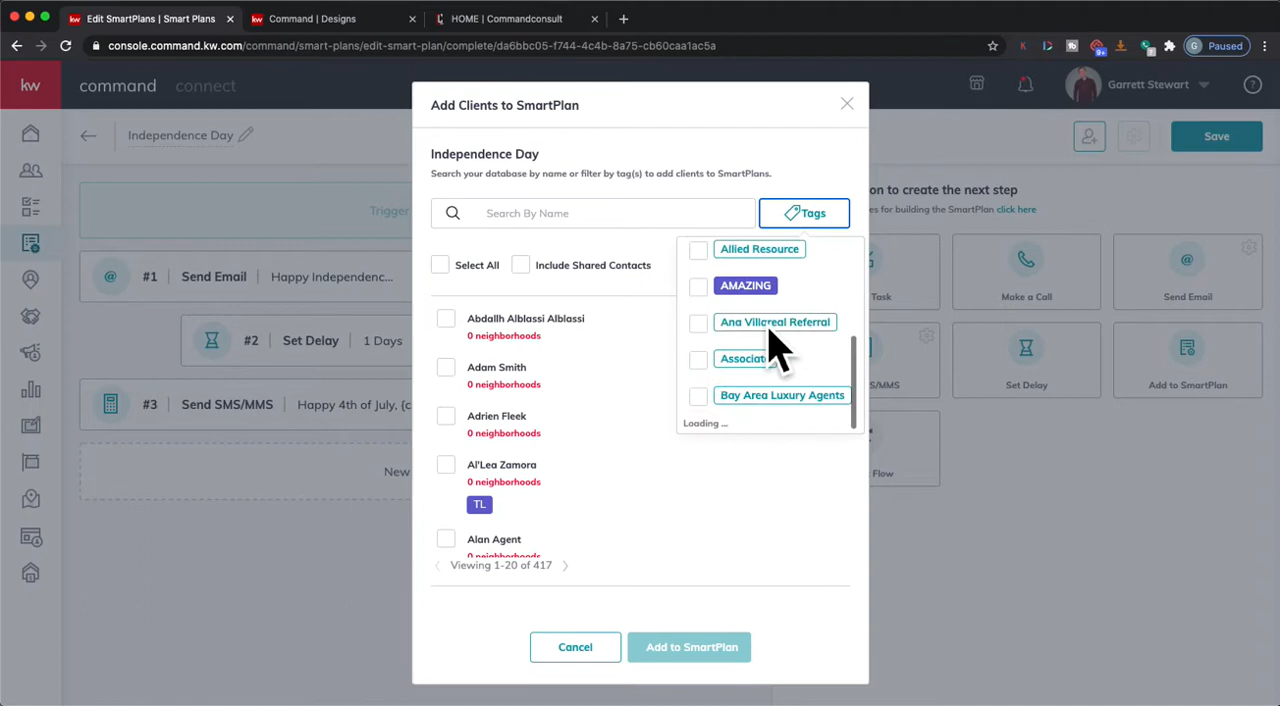 Edit SmartPlans | Smart Plans
Command | Designs
HOME | Commandconsult
console.command.kw.com/command/smart-plans/edit-smart-plan/complete/da6bbc05-f744-4c4b-8a75-cb60caa1ac5a
9+
G Paused
kw command connect
Garrett Stewart
Independence Day
Save
Trigger
#1 Send Email Happy Independenc...
#2 Set Delay 1 Days
#3 Send SMS/MMS Happy 4th of July, {c
New
Add Clients to SmartPlan
Independence Day
Search your database by name or filter by tag(s) to add clients to SmartPlans.
Search By Name
Tags
Select All
Include Shared Contacts
Allied Resource
AMAZING
Ana Villareal Referral
Associate
Bay Area Luxury Agents
Loading ...
Abdallh Alblassi Alblassi
0 neighborhoods
Adam Smith
0 neighborhoods
Adrien Fleek
0 neighborhoods
Al'Lea Zamora
0 neighborhoods
TL
Alan Agent
0 neighborhoods
Viewing 1-20 of 417
Cancel
Add to SmartPlan
on to create the next step
es for building the SmartPlan click here
Task
Make a Call
Send Email
MS/MMS
Set Delay
Add to SmartPlan
Flow